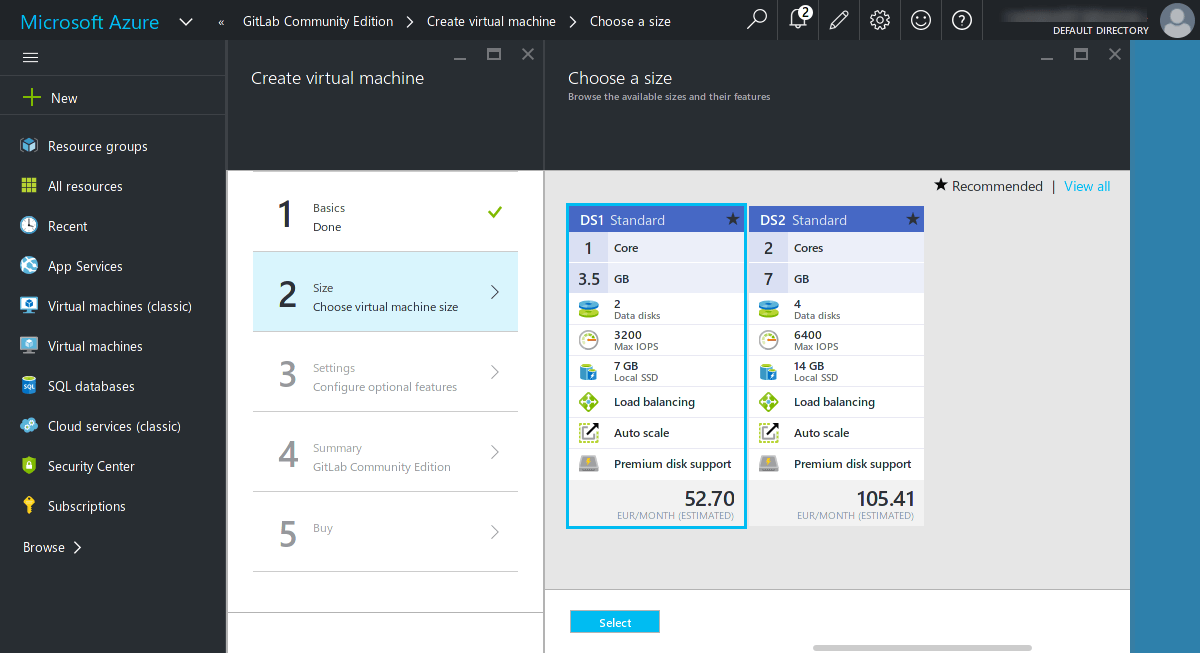 Microsoft Azure
«
GitLab Community Edition
Create virtual machine
Choose a size
2
DEFAULT DIRECTORY
New
Resource groups
All resources
Recent
App Services
Virtual machines (classic)
Virtual machines
SQL databases
Cloud services (classic)
Security Center
Subscriptions
Browse
Create virtual machine
1
Basics
Done
2
Size
Choose virtual machine size
3
Settings
Configure optional features
4
Summary
GitLab Community Edition
5
Buy
Choose a size
Browse the available sizes and their features
★ Recommended | View all
DS1 Standard
1 Core
3.5 GB
2
Data disks
3200
Max IOPS
7 GB
Local SSD
Load balancing
Auto scale
Premium disk support
52.70
EUR/MONTH (ESTIMATED)
DS2 Standard
2 Cores
7 GB
4
Data disks
6400
Max IOPS
14 GB
Local SSD
Load balancing
Auto scale
Premium disk support
105.41
EUR/MONTH (ESTIMATED)
Select